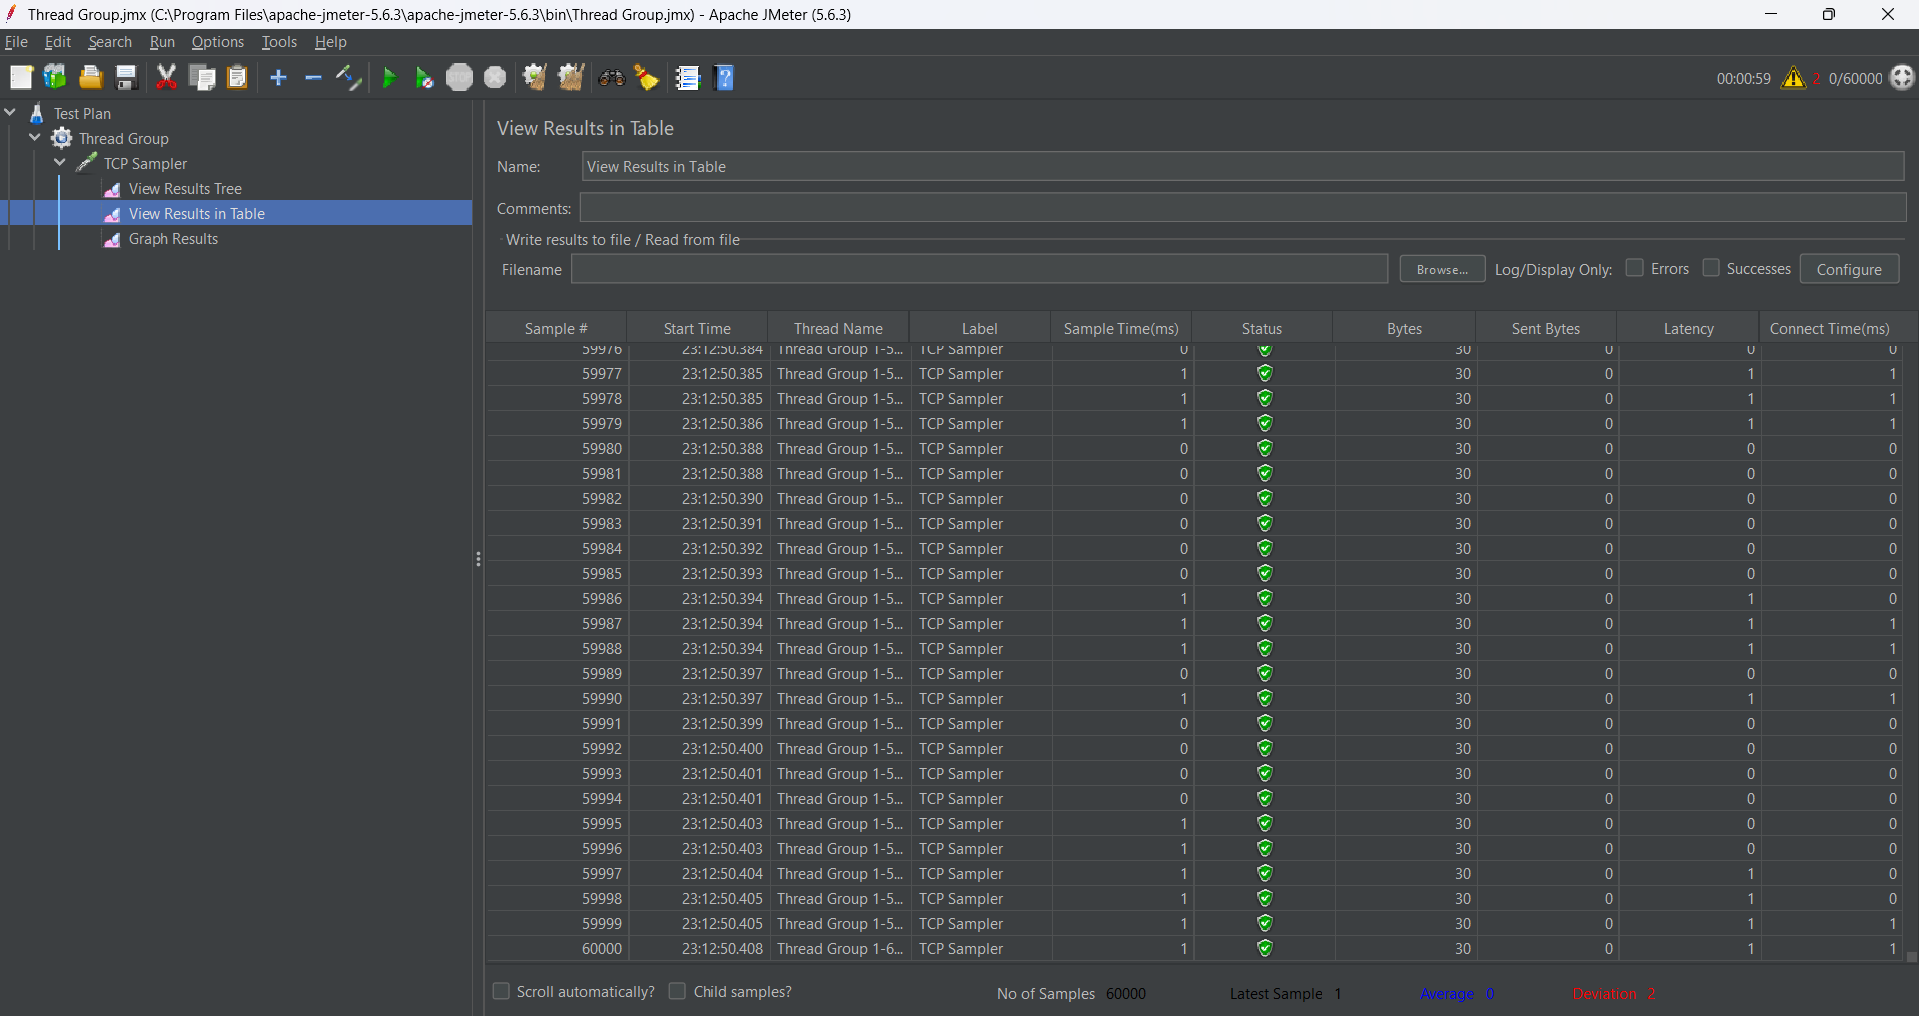 Thread Group.jmx (C:\Program Files\apache-jmeter-5.6.3\apache-jmeter-5.6.3\bin\Thread Group.jmx) - Apache JMeter (5.6.3)
File Edit Search Run Options Tools Help
STOP 00:00:59 2 0/60000
Test Plan
Thread Group
TCP Sampler
View Results Tree
View Results in Table
Graph Results
View Results in Table
Name: View Results in Table
Comments:
Write results to file / Read from file
Filename Browse... Log/Display Only: Errors Successes Configure
Sample # Start Time Thread Name Label Sample Time(ms) Status Bytes Sent Bytes Latency Connect Time(ms)
59976 23:12:50.384 Thread Group 1-5... TCP Sampler 0 30 0 0 0
59977 23:12:50.385 Thread Group 1-5... TCP Sampler 1 30 0 1 1
59978 23:12:50.385 Thread Group 1-5... TCP Sampler 1 30 0 1 1
59979 23:12:50.386 Thread Group 1-5... TCP Sampler 1 30 0 1 1
59980 23:12:50.388 Thread Group 1-5... TCP Sampler 0 30 0 0 0
59981 23:12:50.388 Thread Group 1-5... TCP Sampler 0 30 0 0 0
59982 23:12:50.390 Thread Group 1-5... TCP Sampler 0 30 0 0 0
59983 23:12:50.391 Thread Group 1-5... TCP Sampler 0 30 0 0 0
59984 23:12:50.392 Thread Group 1-5... TCP Sampler 0 30 0 0 0
59985 23:12:50.393 Thread Group 1-5... TCP Sampler 0 30 0 0 0
59986 23:12:50.394 Thread Group 1-5... TCP Sampler 1 30 0 1 0
59987 23:12:50.394 Thread Group 1-5... TCP Sampler 1 30 0 1 1
59988 23:12:50.394 Thread Group 1-5... TCP Sampler 1 30 0 1 1
59989 23:12:50.397 Thread Group 1-5... TCP Sampler 0 30 0 0 0
59990 23:12:50.397 Thread Group 1-5... TCP Sampler 1 30 0 1 1
59991 23:12:50.399 Thread Group 1-5... TCP Sampler 0 30 0 0 0
59992 23:12:50.400 Thread Group 1-5... TCP Sampler 0 30 0 0 0
59993 23:12:50.401 Thread Group 1-5... TCP Sampler 0 30 0 0 0
59994 23:12:50.401 Thread Group 1-5... TCP Sampler 0 30 0 0 0
59995 23:12:50.403 Thread Group 1-5... TCP Sampler 1 30 0 0 0
59996 23:12:50.403 Thread Group 1-5... TCP Sampler 1 30 0 0 0
59997 23:12:50.404 Thread Group 1-5... TCP Sampler 1 30 0 1 0
59998 23:12:50.405 Thread Group 1-5... TCP Sampler 1 30 0 1 0
59999 23:12:50.405 Thread Group 1-5... TCP Sampler 1 30 0 1 1
60000 23:12:50.408 Thread Group 1-6... TCP Sampler 1 30 0 1 1
Scroll automatically? Child samples? No of Samples 60000 Latest Sample 1 Average 0 Deviation 2